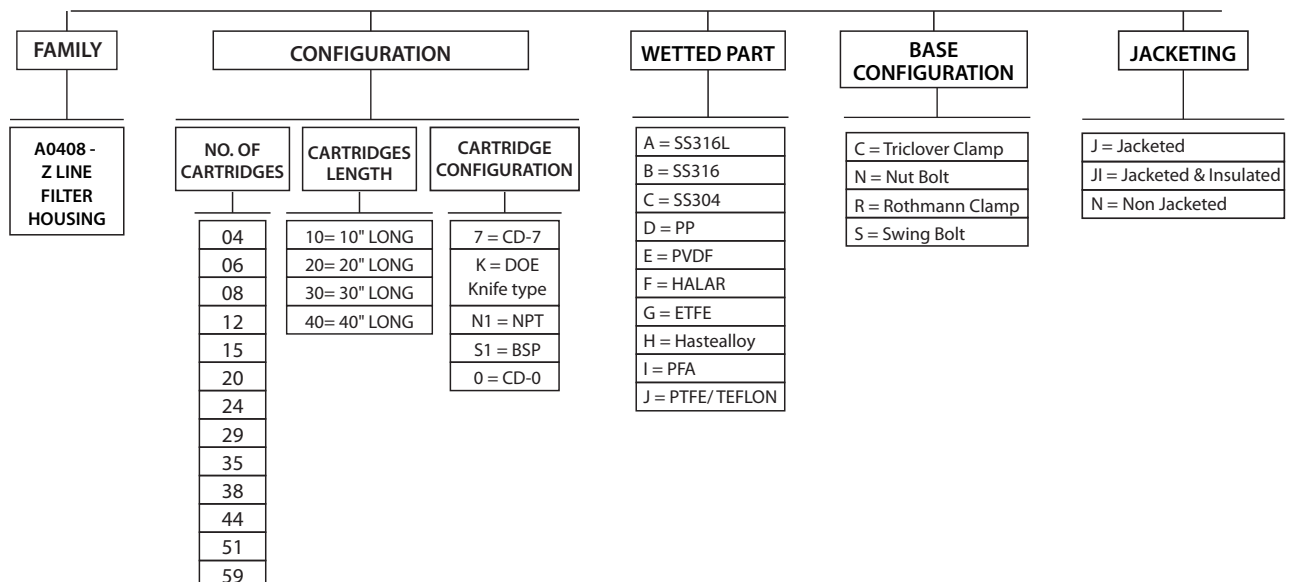 FAMILY
CONFIGURATION
WETTED PART
BASE
CONFIGURATION
JACKETING
A0408 -
Z LINE
FILTER
HOUSING
NO. OF
CARTRIDGES
04
06
08
12
15
20
24
29
35
38
44
51
59
CARTRIDGES
LENGTH
10= 10" LONG
20= 20" LONG
30= 30" LONG
40= 40" LONG
CARTRIDGE
CONFIGURATION
7 = CD-7
K = DOE
Knife type
N1 = NPT
S1 = BSP
0 = CD-0
A = SS316L
B = SS316
C = SS304
D = PP
E = PVDF
F = HALAR
G = ETFE
H = Hastealloy
I = PFA
J = PTFE/ TEFLON
C = Triclover Clamp
N = Nut Bolt
R = Rothmann Clamp
S = Swing Bolt
J = Jacketed
JI = Jacketed & Insulated
N = Non Jacketed